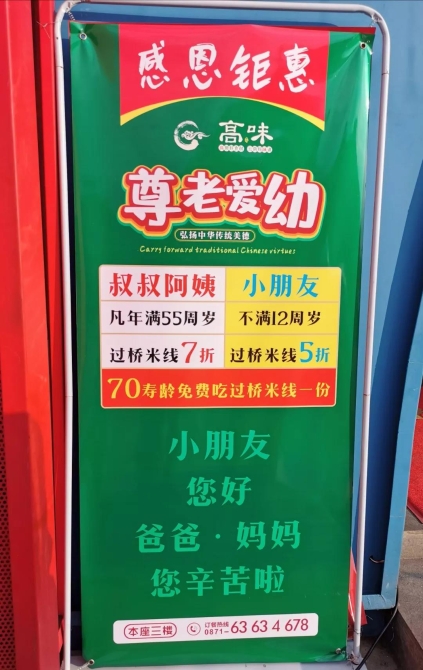 感恩钜惠
高味
尊老爱幼
弘扬中华传统美德
Carry forward traditional Chinese virtues
叔叔阿姨 小朋友
凡年满55周岁 不满12周岁
过桥米线7折 过桥米线5折
70寿龄免费吃过桥米线一份
小朋友
您好
爸爸·妈妈
您辛苦啦
本座三楼 订餐热线 0871-63 63 4 678